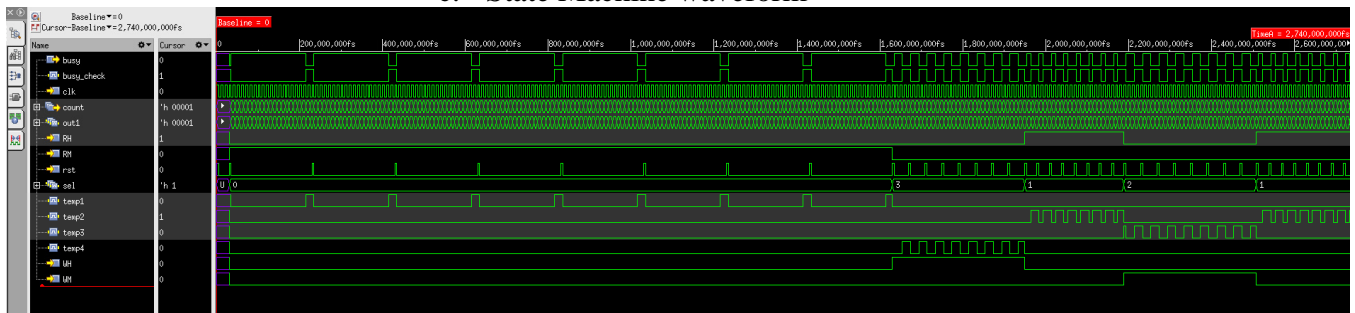 State Machine waveform
Baseline▼=0
Cursor-Baseline▼=2,740,000,000fs
Baseline = 0
TimeA = 2,740,000,000fs
Name Cursor
0 200,000,000fs 400,000,000fs 600,000,000fs 800,000,000fs 1,000,000,000fs 1,200,000,000fs 1,400,000,000fs 1,600,000,000fs 1,800,000,000fs 2,000,000,000fs 2,200,000,000fs 2,400,000,000fs 2,600,000,00
busy 0
busy_check 1
clk 0
count 'h 00001
out1 'h 00001
RH 1
RM 0
rst 0
sel 'h 1 U 0 3 1 2 1
temp1 0
temp2 1
temp3 0
temp4 0
WH 0
WM 0